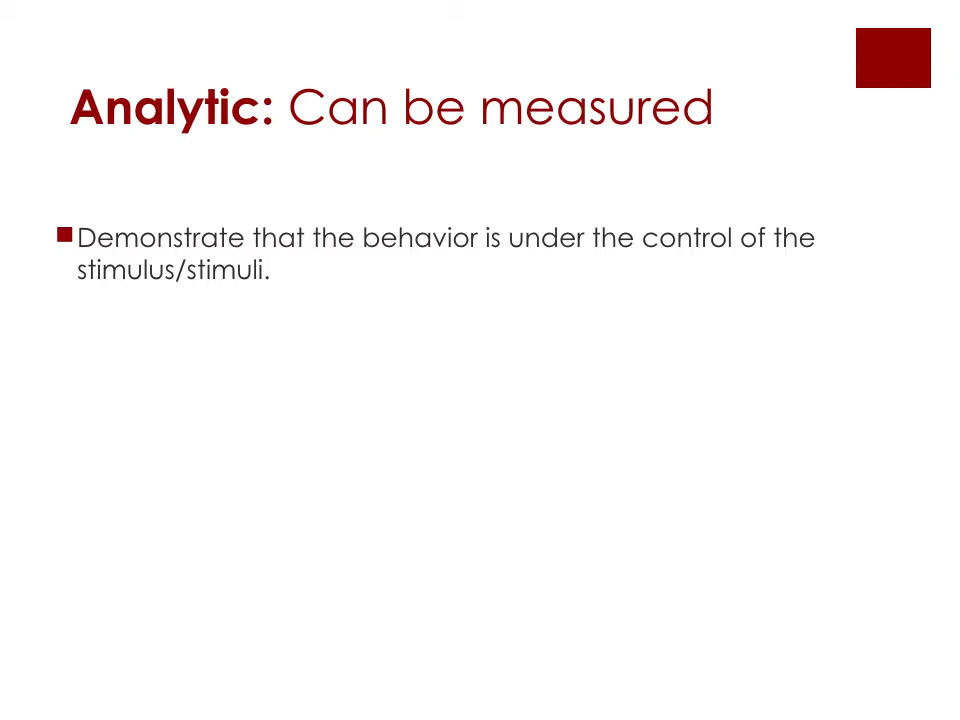 Analytic: Can be measured
Demonstrate that the behavior is under the control of the
stimulus/stimuli.